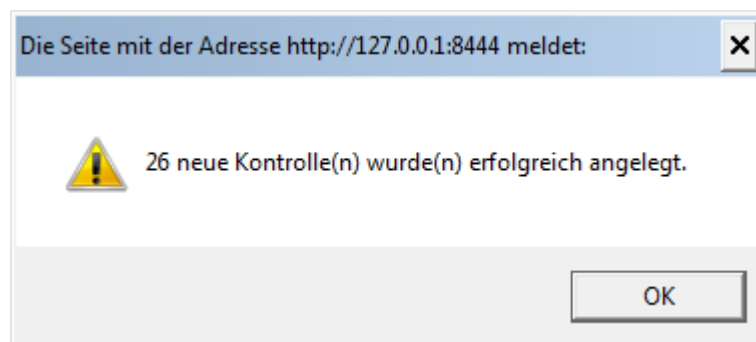 Die Seite mit der Adresse http://127.0.0.1:8444 meldet:
26 neue Kontrolle(n) wurde(n) erfolgreich angelegt.
OK